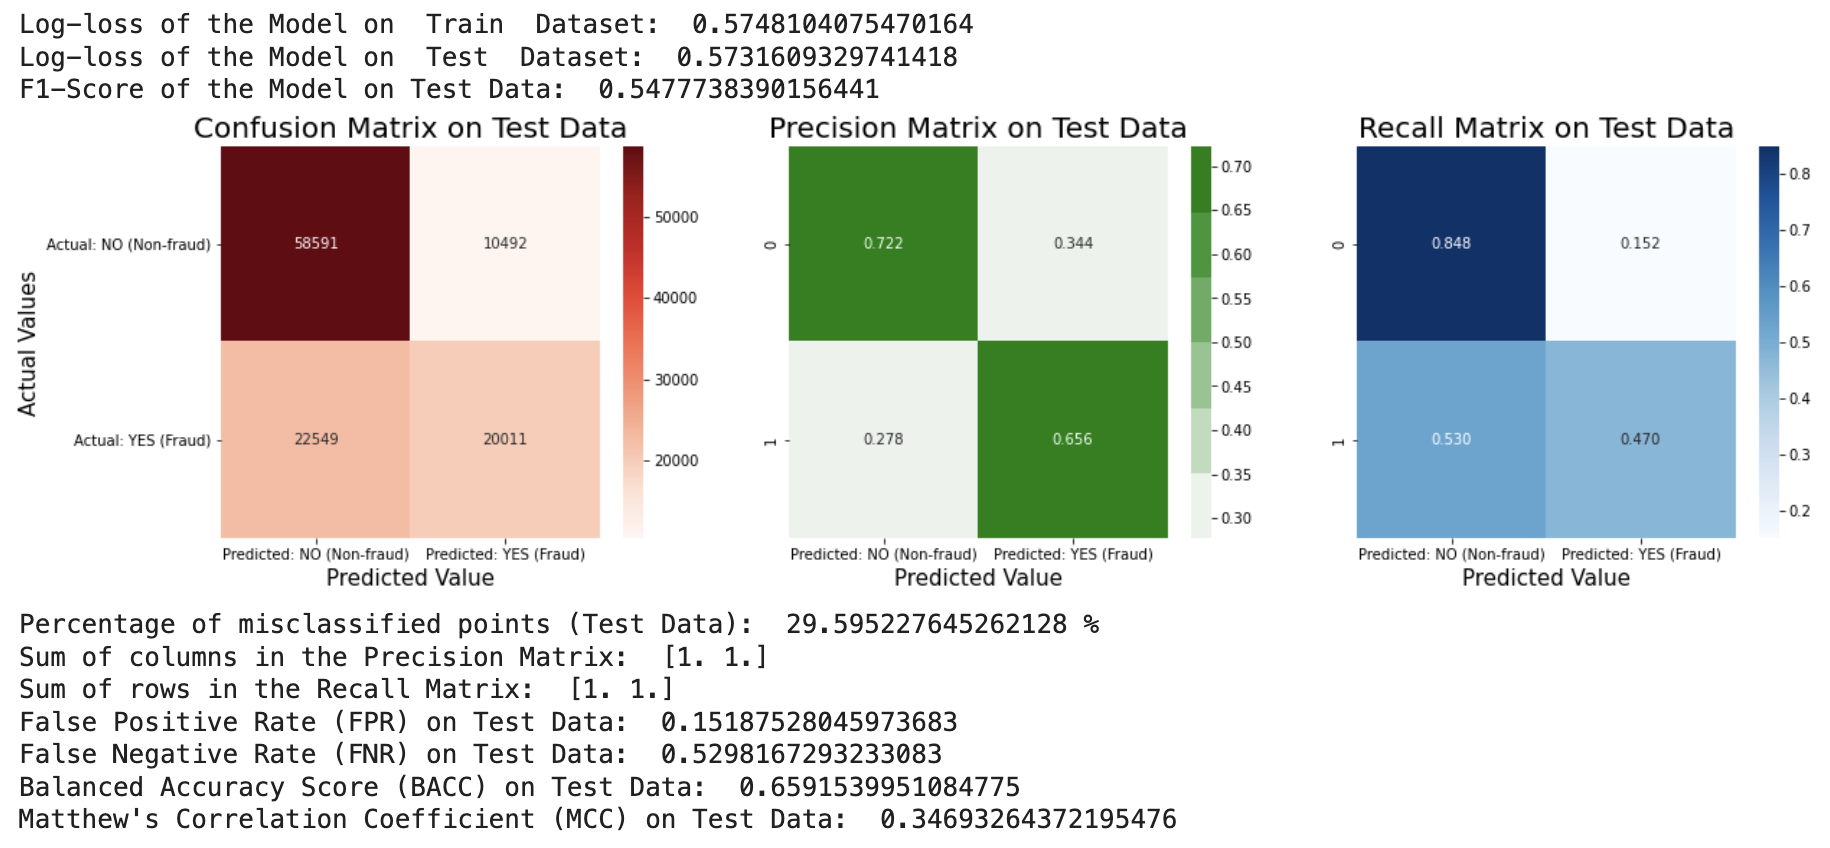 Log-loss of the Model on  Train  Dataset:  0.5748104075470164
Log-loss of the Model on  Test  Dataset:  0.5731609329741418
F1-Score of the Model on Test Data:  0.5477738390156441
Confusion Matrix on Test Data
Actual Values
Actual: NO (Non-fraud)
Actual: YES (Fraud)
58591
10492
22549
20011
50000
40000
30000
20000
Predicted: NO (Non-fraud)
Predicted: YES (Fraud)
Predicted Value
Precision Matrix on Test Data
0
1
0.722
0.344
0.278
0.656
0.70
0.65
0.60
0.55
0.50
0.45
0.40
0.35
0.30
Predicted: NO (Non-fraud)
Predicted: YES (Fraud)
Predicted Value
Recall Matrix on Test Data
0
1
0.848
0.152
0.530
0.470
0.8
0.7
0.6
0.5
0.4
0.3
0.2
Predicted: NO (Non-fraud)
Predicted: YES (Fraud)
Predicted Value
Percentage of misclassified points (Test Data):  29.595227645262128 %
Sum of columns in the Precision Matrix:  [1. 1.]
Sum of rows in the Recall Matrix:  [1. 1.]
False Positive Rate (FPR) on Test Data:  0.15187528045973683
False Negative Rate (FNR) on Test Data:  0.5298167293233083
Balanced Accuracy Score (BACC) on Test Data:  0.6591539951084775
Matthew's Correlation Coefficient (MCC) on Test Data:  0.34693264372195476